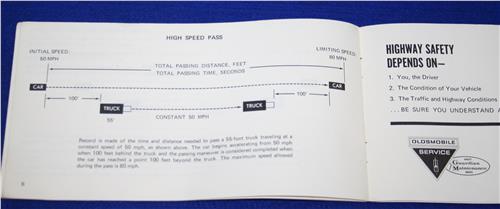 HIGH SPEED PASS
INITIAL SPEED:
50 MPH
LIMITING SPEED:
80 MPH
TOTAL PASSING DISTANCE, FEET
TOTAL PASSING TIME, SECONDS
CAR
CAR
100'
100'
TRUCK
TRUCK
55'
CONSTANT 50 MPH
Record is made of the time and distance needed to pass a 55-foot truck traveling at a
constant speed of 50 mph, as shown above. The car begins accelerating from 50 mph
when 100 feet behind the truck and the passing maneuver is considered completed when
the car has reached a point 100 feet beyond the truck. The maximum speed allowed
during the pass is 80 mph.
HIGHWAY SAFETY
DEPENDS ON—
1. You, the Driver
2. The Condition of Your Vehicle
3. The Traffic and Highway Conditions
...BE SURE YOU UNDERSTAND
OLDSMOBILE
SERVICE
Guardian
Maintenance